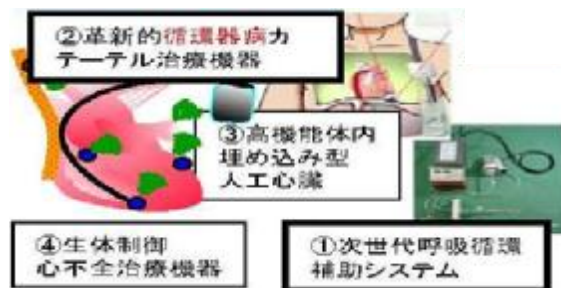 ②革新的循環器病カ
テーテル治療機器
③高機能体内
埋め込み型
人工心臓
④生体制御
心不全治療機器
①次世代呼吸循環
補助システム